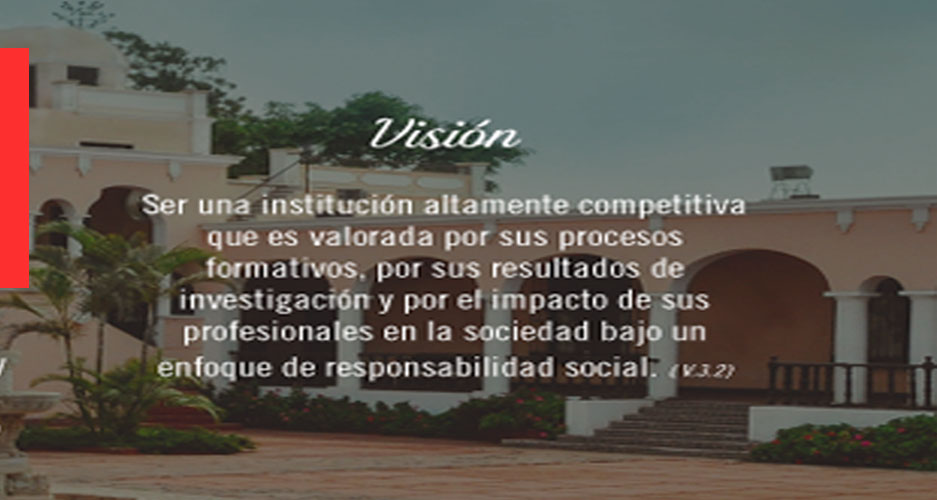 Visión
Ser una institución altamente competitiva
que es valorada por sus procesos
formativos, por sus resultados de
investigación y por el impacto de sus
profesionales en la sociedad bajo un
enfoque de responsabilidad social. (V.3.2)